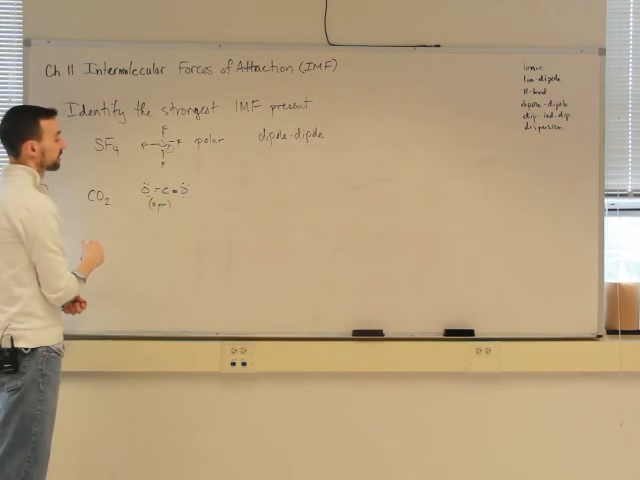 Ch 11 Intermolecular Forces of Attraction (IMF)
Identify the strongest IMF present
SF4 F F S F F polar dipole-dipole
CO2 O=C=O
(sym)
Ionic
Ion-dipole
H-bond
dipole-dipole
dip-ind-dip
dispersion